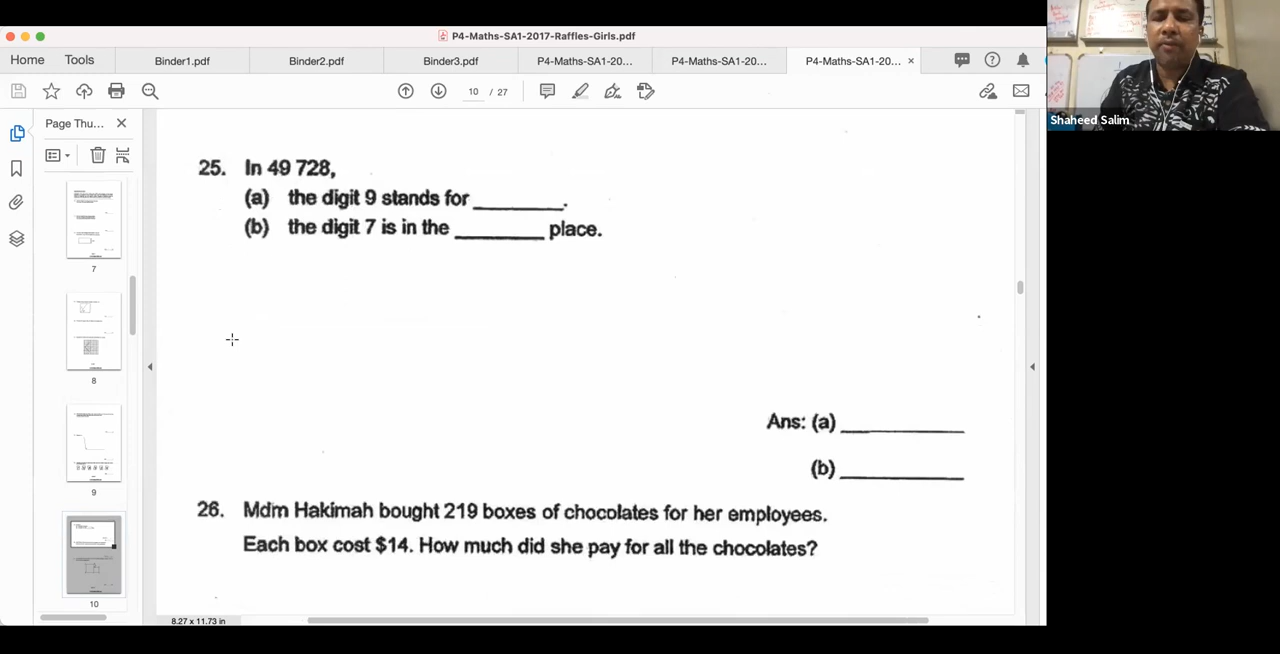 P4-Maths-SA1-2017-Raffles-Girls.pdf
Home Tools Binder1.pdf Binder2.pdf Binder3.pdf P4-Maths-SA1-20... P4-Maths-SA1-20... P4-Maths-SA1-20... ×
10 / 27
Page Thu... ×
25. In 49 728,
(a) the digit 9 stands for ________.
(b) the digit 7 is in the ________ place.
Ans: (a) ________
(b) ________
26. Mdm Hakimah bought 219 boxes of chocolates for her employees.
Each box cost $14. How much did she pay for all the chocolates?
7
8
9
10
8.27 x 11.73 in
Shaheed Salim